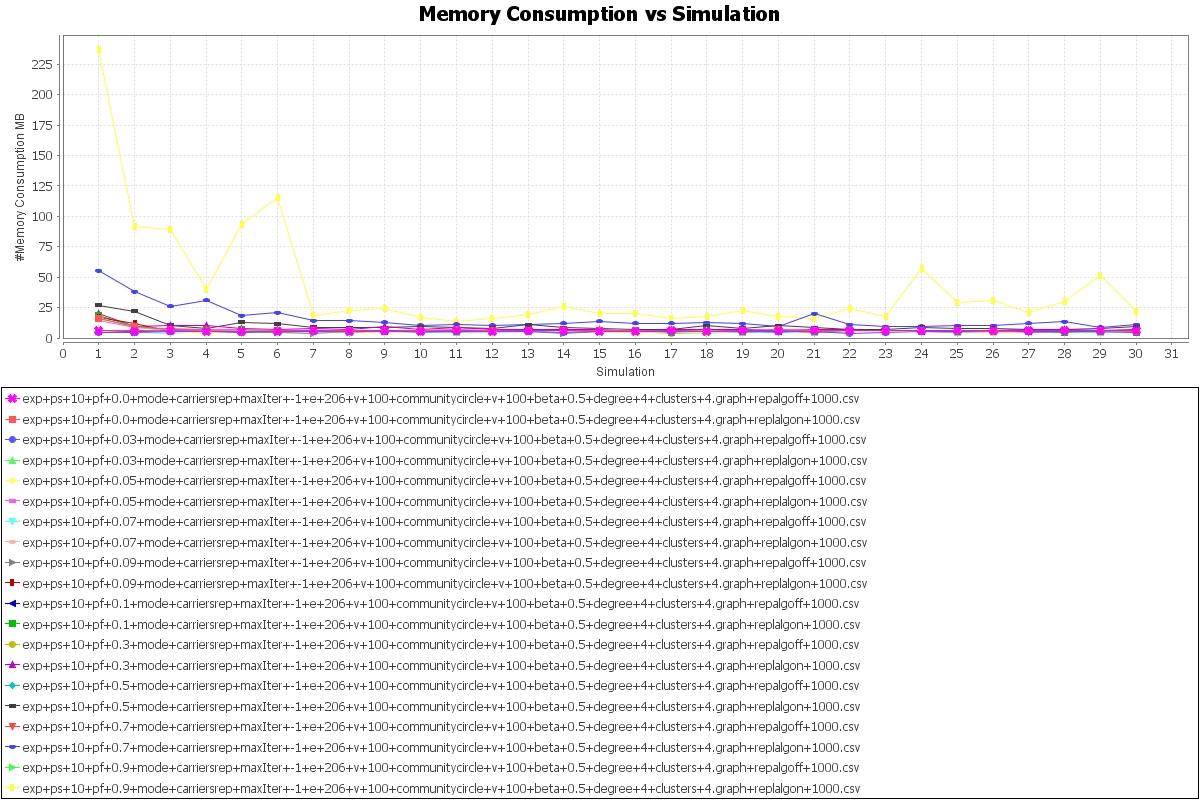 Memory Consumption vs Simulation
#Memory Consumption MB
225
200
175
150
125
100
75
50
25
0
0 1 2 3 4 5 6 7 8 9 10 11 12 13 14 15 16 17 18 19 20 21 22 23 24 25 26 27 28 29 30 31
Simulation
exp+ps+10+pf+0.0+mode+carriersrep+maxIter+-1+e+206+v+100+communitycircle+v+100+beta+0.5+degree+4+clusters+4.graph+repalgoff+1000.csv
exp+ps+10+pf+0.0+mode+carriersrep+maxIter+-1+e+206+v+100+communitycircle+v+100+beta+0.5+degree+4+clusters+4.graph+replalgon+1000.csv
exp+ps+10+pf+0.03+mode+carriersrep+maxIter+-1+e+206+v+100+communitycircle+v+100+beta+0.5+degree+4+clusters+4.graph+repalgoff+1000.csv
exp+ps+10+pf+0.03+mode+carriersrep+maxIter+-1+e+206+v+100+communitycircle+v+100+beta+0.5+degree+4+clusters+4.graph+replalgon+1000.csv
exp+ps+10+pf+0.05+mode+carriersrep+maxIter+-1+e+206+v+100+communitycircle+v+100+beta+0.5+degree+4+clusters+4.graph+repalgoff+1000.csv
exp+ps+10+pf+0.05+mode+carriersrep+maxIter+-1+e+206+v+100+communitycircle+v+100+beta+0.5+degree+4+clusters+4.graph+replalgon+1000.csv
exp+ps+10+pf+0.07+mode+carriersrep+maxIter+-1+e+206+v+100+communitycircle+v+100+beta+0.5+degree+4+clusters+4.graph+repalgoff+1000.csv
exp+ps+10+pf+0.07+mode+carriersrep+maxIter+-1+e+206+v+100+communitycircle+v+100+beta+0.5+degree+4+clusters+4.graph+replalgon+1000.csv
exp+ps+10+pf+0.09+mode+carriersrep+maxIter+-1+e+206+v+100+communitycircle+v+100+beta+0.5+degree+4+clusters+4.graph+repalgoff+1000.csv
exp+ps+10+pf+0.09+mode+carriersrep+maxIter+-1+e+206+v+100+communitycircle+v+100+beta+0.5+degree+4+clusters+4.graph+replalgon+1000.csv
exp+ps+10+pf+0.1+mode+carriersrep+maxIter+-1+e+206+v+100+communitycircle+v+100+beta+0.5+degree+4+clusters+4.graph+repalgoff+1000.csv
exp+ps+10+pf+0.1+mode+carriersrep+maxIter+-1+e+206+v+100+communitycircle+v+100+beta+0.5+degree+4+clusters+4.graph+replalgon+1000.csv
exp+ps+10+pf+0.3+mode+carriersrep+maxIter+-1+e+206+v+100+communitycircle+v+100+beta+0.5+degree+4+clusters+4.graph+repalgoff+1000.csv
exp+ps+10+pf+0.3+mode+carriersrep+maxIter+-1+e+206+v+100+communitycircle+v+100+beta+0.5+degree+4+clusters+4.graph+replalgon+1000.csv
exp+ps+10+pf+0.5+mode+carriersrep+maxIter+-1+e+206+v+100+communitycircle+v+100+beta+0.5+degree+4+clusters+4.graph+repalgoff+1000.csv
exp+ps+10+pf+0.5+mode+carriersrep+maxIter+-1+e+206+v+100+communitycircle+v+100+beta+0.5+degree+4+clusters+4.graph+replalgon+1000.csv
exp+ps+10+pf+0.7+mode+carriersrep+maxIter+-1+e+206+v+100+communitycircle+v+100+beta+0.5+degree+4+clusters+4.graph+repalgoff+1000.csv
exp+ps+10+pf+0.7+mode+carriersrep+maxIter+-1+e+206+v+100+communitycircle+v+100+beta+0.5+degree+4+clusters+4.graph+replalgon+1000.csv
exp+ps+10+pf+0.9+mode+carriersrep+maxIter+-1+e+206+v+100+communitycircle+v+100+beta+0.5+degree+4+clusters+4.graph+repalgoff+1000.csv
exp+ps+10+pf+0.9+mode+carriersrep+maxIter+-1+e+206+v+100+communitycircle+v+100+beta+0.5+degree+4+clusters+4.graph+replalgon+1000.csv